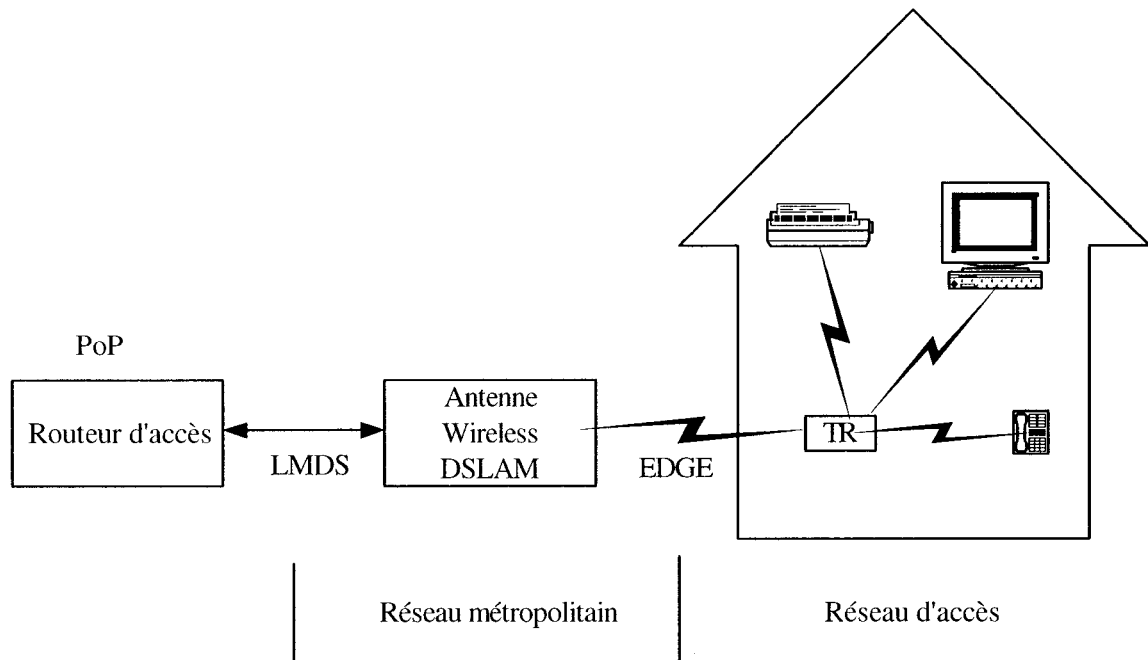 PoP
Routeur d'accès
LMDS
Antenne
Wireless
DSLAM
EDGE
TR
Réseau métropolitain
Réseau d'accès